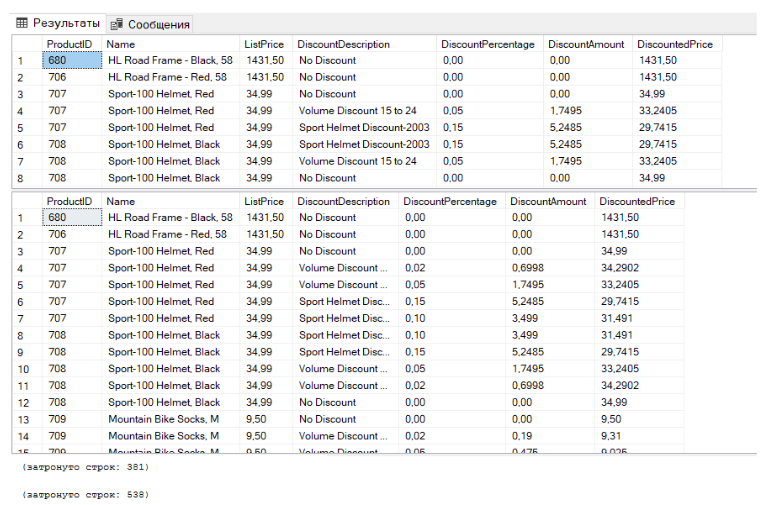 Результаты Сообщения
ProductID Name ListPrice DiscountDescription DiscountPercentage DiscountAmount DiscountedPrice
1 680 HL Road Frame - Black, 58 1431,50 No Discount 0,00 0,00 1431,50
2 706 HL Road Frame - Red, 58 1431,50 No Discount 0,00 0,00 1431,50
3 707 Sport-100 Helmet, Red 34,99 No Discount 0,00 0,00 34,99
4 707 Sport-100 Helmet, Red 34,99 Volume Discount 15 to 24 0,05 1,7495 33,2405
5 707 Sport-100 Helmet, Red 34,99 Sport Helmet Discount-2003 0,15 5,2485 29,7415
6 708 Sport-100 Helmet, Black 34,99 Sport Helmet Discount-2003 0,15 5,2485 29,7415
7 708 Sport-100 Helmet, Black 34,99 Volume Discount 15 to 24 0,05 1,7495 33,2405
8 708 Sport-100 Helmet, Black 34,99 No Discount 0,00 0,00 34,99
ProductID Name ListPrice DiscountDescription DiscountPercentage DiscountAmount DiscountedPrice
1 680 HL Road Frame - Black, 58 1431,50 No Discount 0,00 0,00 1431,50
2 706 HL Road Frame - Red, 58 1431,50 No Discount 0,00 0,00 1431,50
3 707 Sport-100 Helmet, Red 34,99 No Discount 0,00 0,00 34,99
4 707 Sport-100 Helmet, Red 34,99 Volume Discount ... 0,02 0,6998 34,2902
5 707 Sport-100 Helmet, Red 34,99 Volume Discount ... 0,05 1,7495 33,2405
6 707 Sport-100 Helmet, Red 34,99 Sport Helmet Disc... 0,15 5,2485 29,7415
7 707 Sport-100 Helmet, Red 34,99 Sport Helmet Disc... 0,10 3,499 31,491
8 708 Sport-100 Helmet, Black 34,99 Sport Helmet Disc... 0,10 3,499 31,491
9 708 Sport-100 Helmet, Black 34,99 Sport Helmet Disc... 0,15 5,2485 29,7415
10 708 Sport-100 Helmet, Black 34,99 Volume Discount ... 0,05 1,7495 33,2405
11 708 Sport-100 Helmet, Black 34,99 Volume Discount ... 0,02 0,6998 34,2902
12 708 Sport-100 Helmet, Black 34,99 No Discount 0,00 0,00 34,99
13 709 Mountain Bike Socks, M 9,50 No Discount 0,00 0,00 9,50
14 709 Mountain Bike Socks, M 9,50 Volume Discount ... 0,02 0,19 9,31
15 709 Mountain Bike Socks, M 9,50 Volume Discount ... 0,05 0,475 9,025
(затронуто строк: 381)
(затронуто строк: 538)